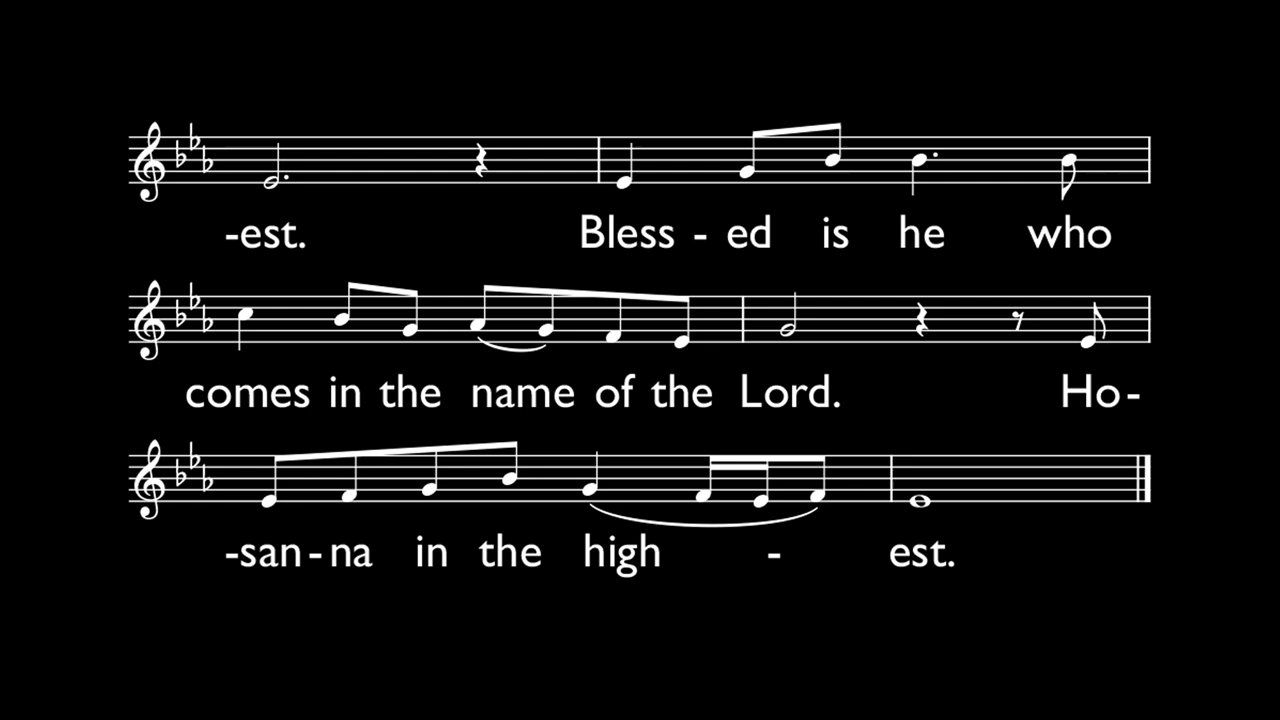 -est. Bless - ed is he who
comes in the name of the Lord. Ho-
-san-na in the high - est.